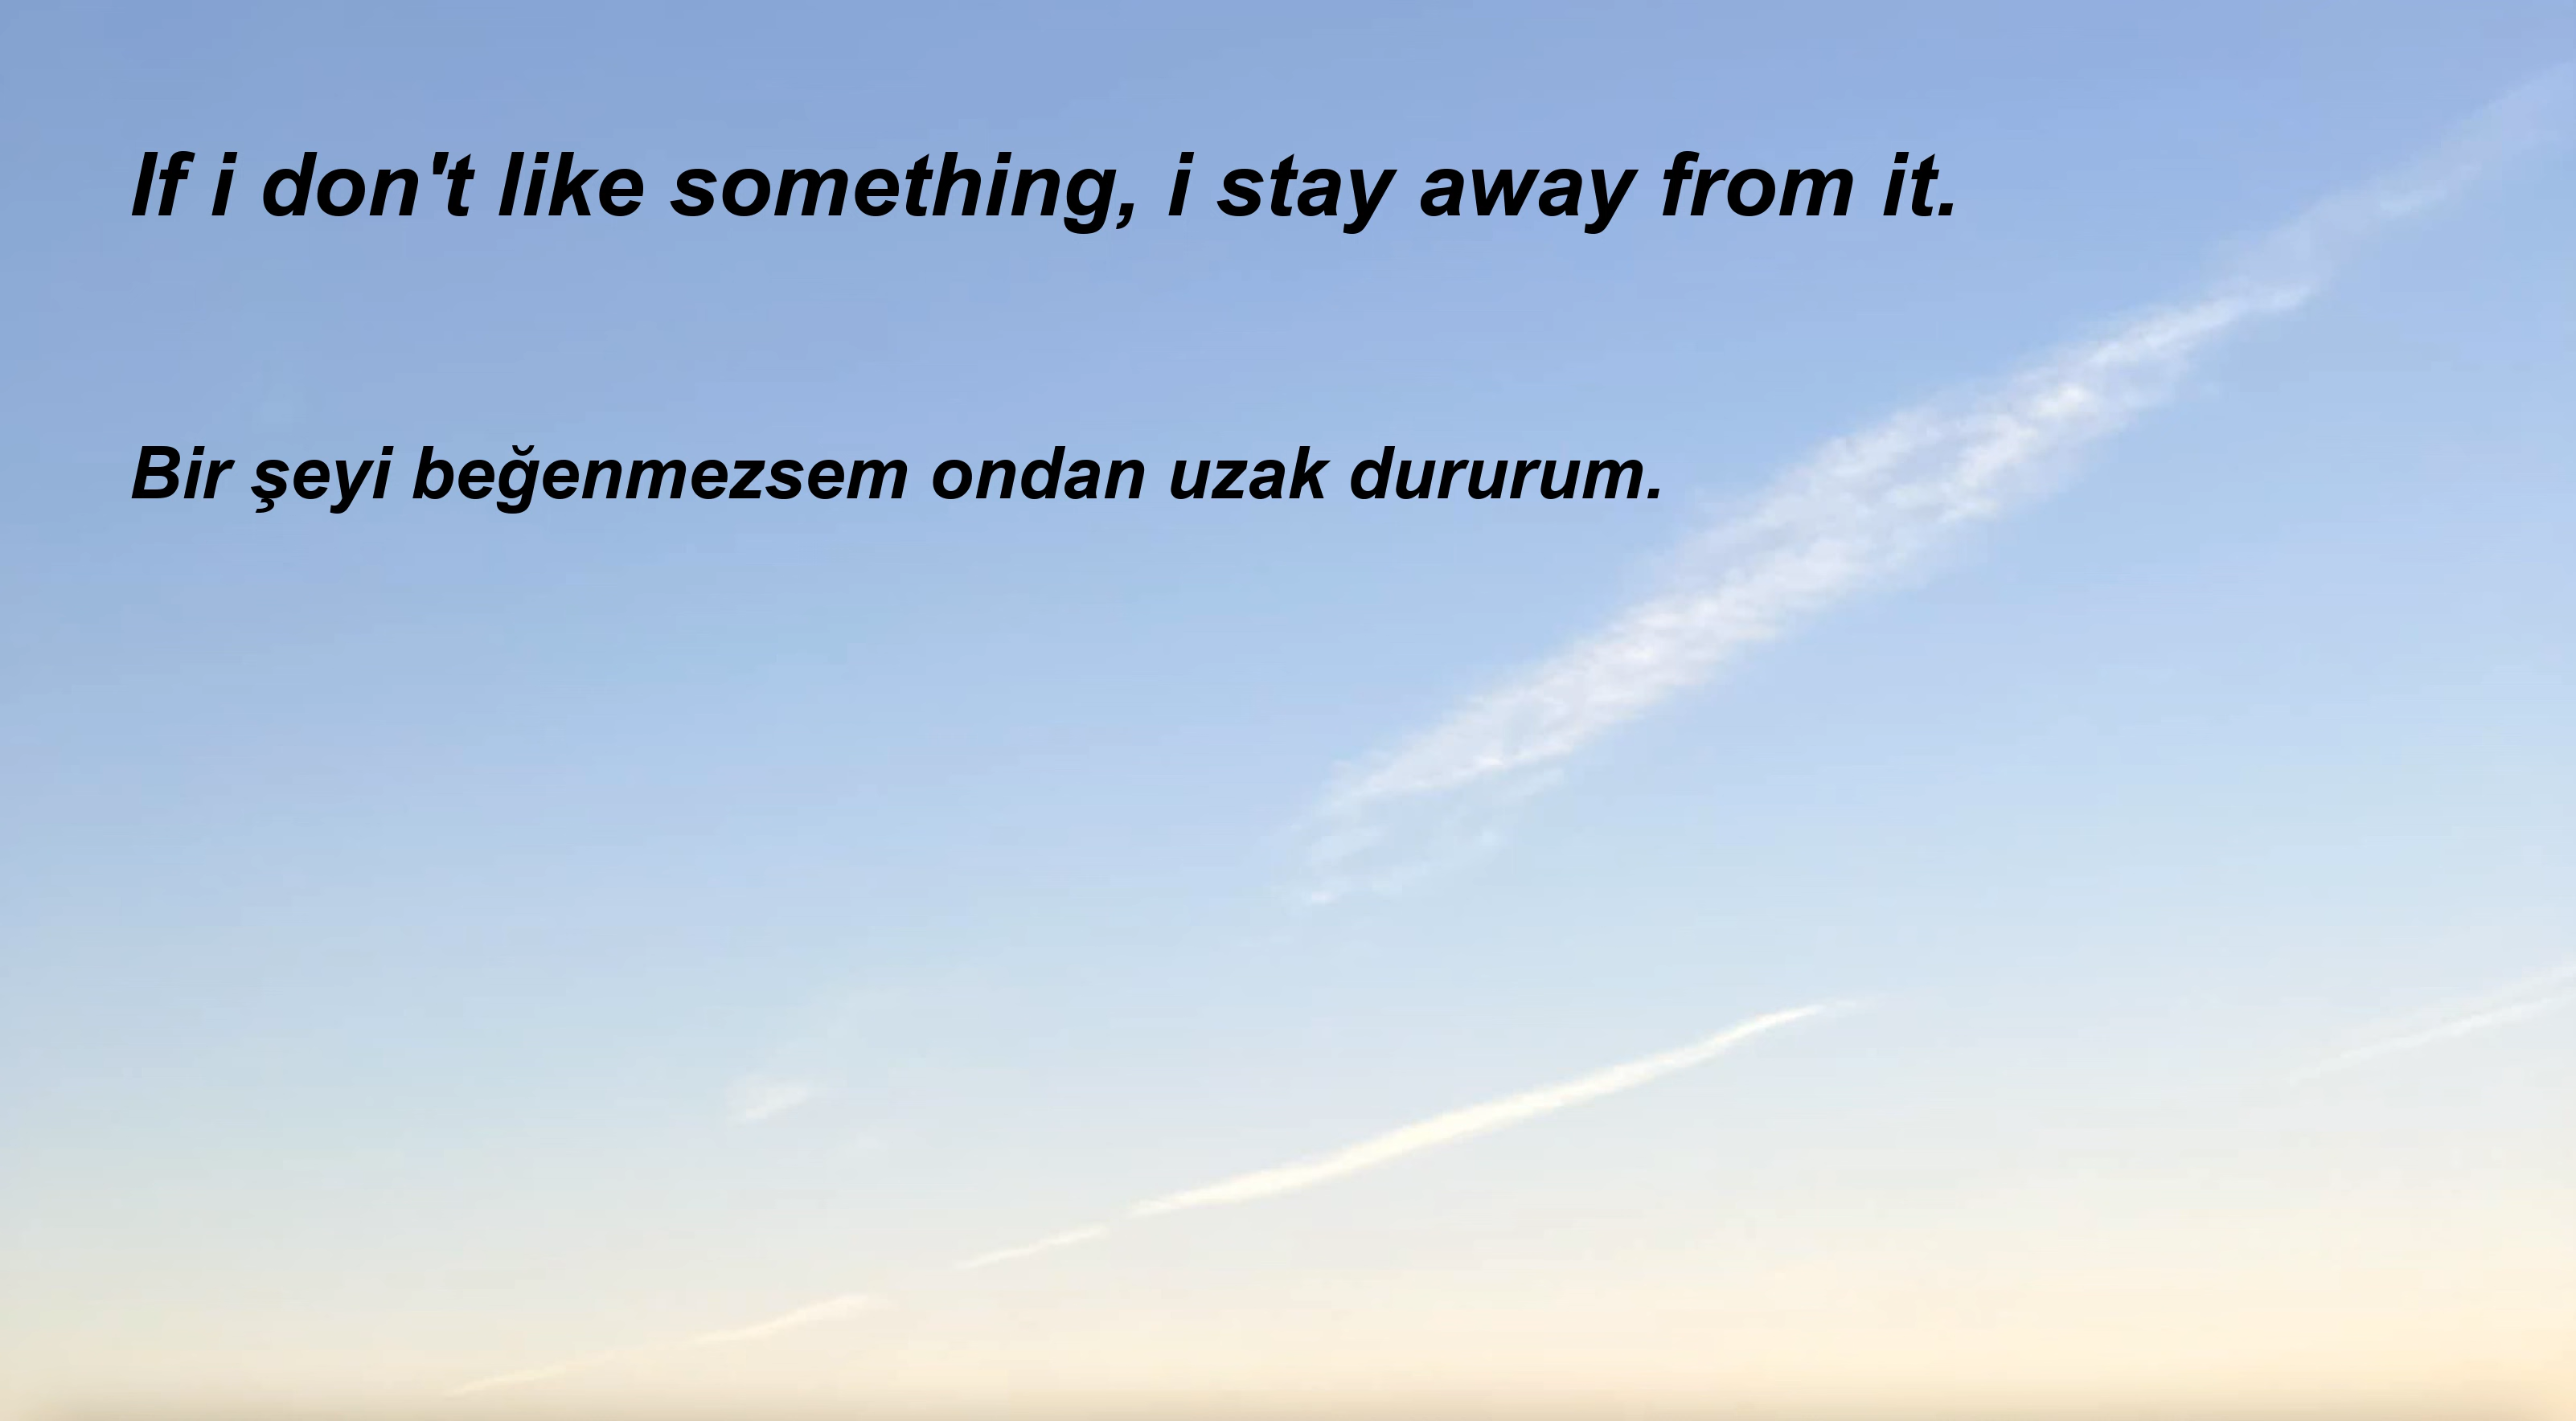 If i don't like something, i stay away from it.
Bir şeyi beğenmezsem ondan uzak dururum.